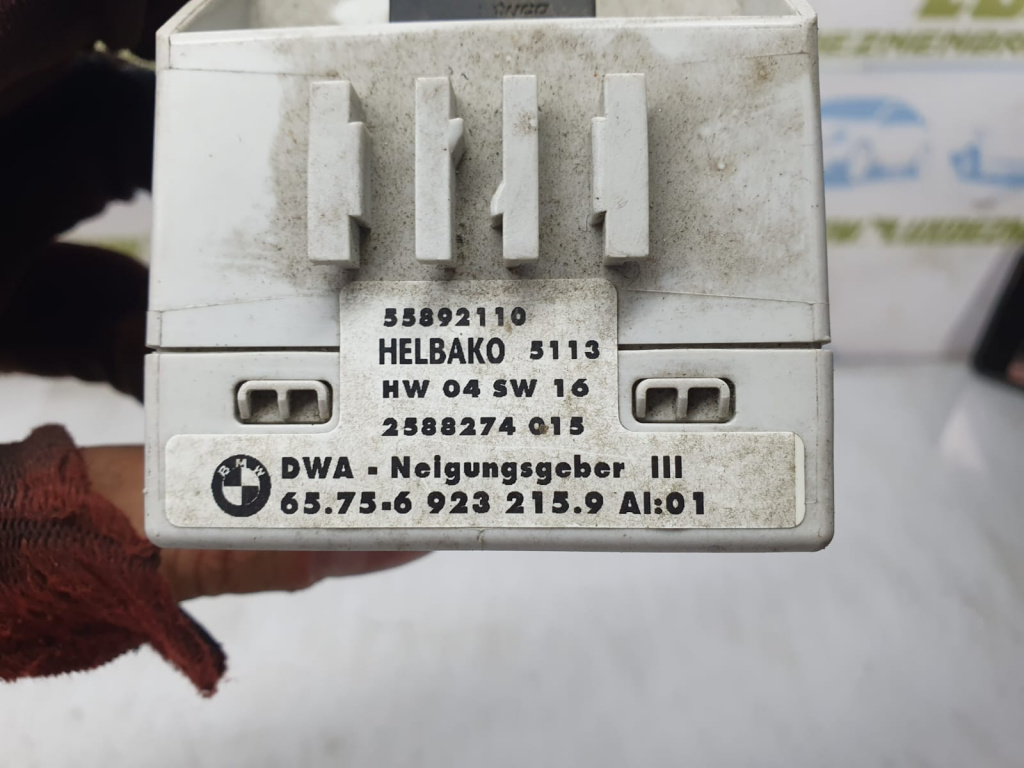 55892110
HELBAKO 5113
HW 04 SW 16
2588274 015
BMW
DWA - Neigungsgeber III
65.75-6 923 215.9 AI:01